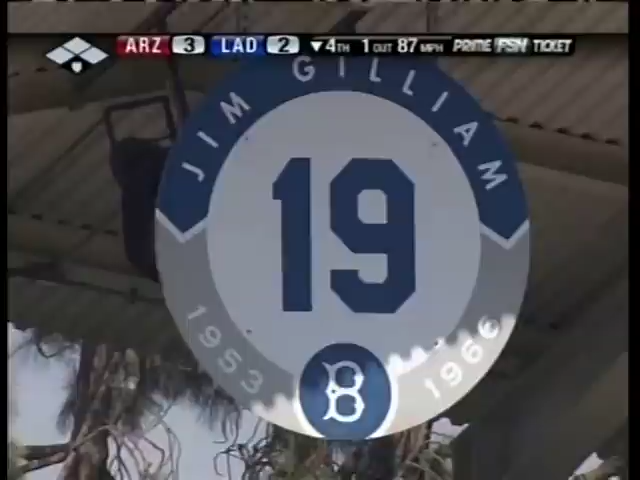 ARZ 3 LAD 2 ▼4TH 1 OUT 87 MPH PRIME FSN TICKET
JIM GILLIAM
19
1953 1966
B